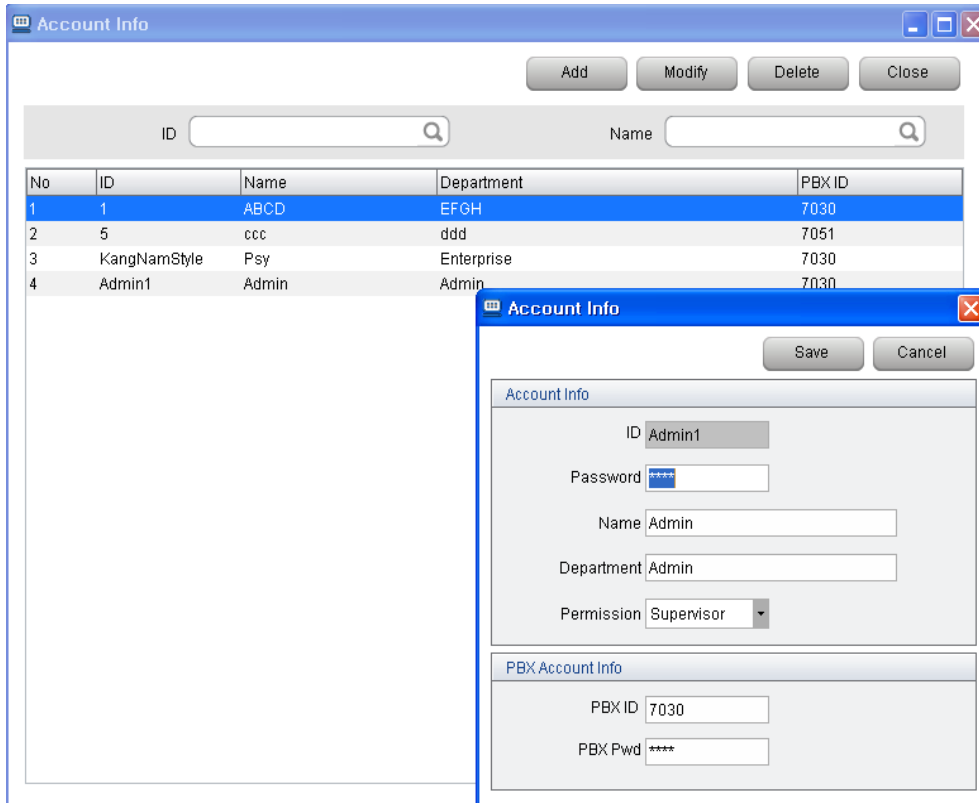 Account Info
Add Modify Delete Close
ID Name
No ID Name Department PBX ID
1 1 ABCD EFGH 7030
2 5 ccc ddd 7051
3 KangNamStyle Psy Enterprise 7030
4 Admin1 Admin Admin 7030
Account Info
Save Cancel
Account Info
ID Admin1
Password ****
Name Admin
Department Admin
Permission Supervisor
PBX Account Info
PBX ID 7030
PBX Pwd ****